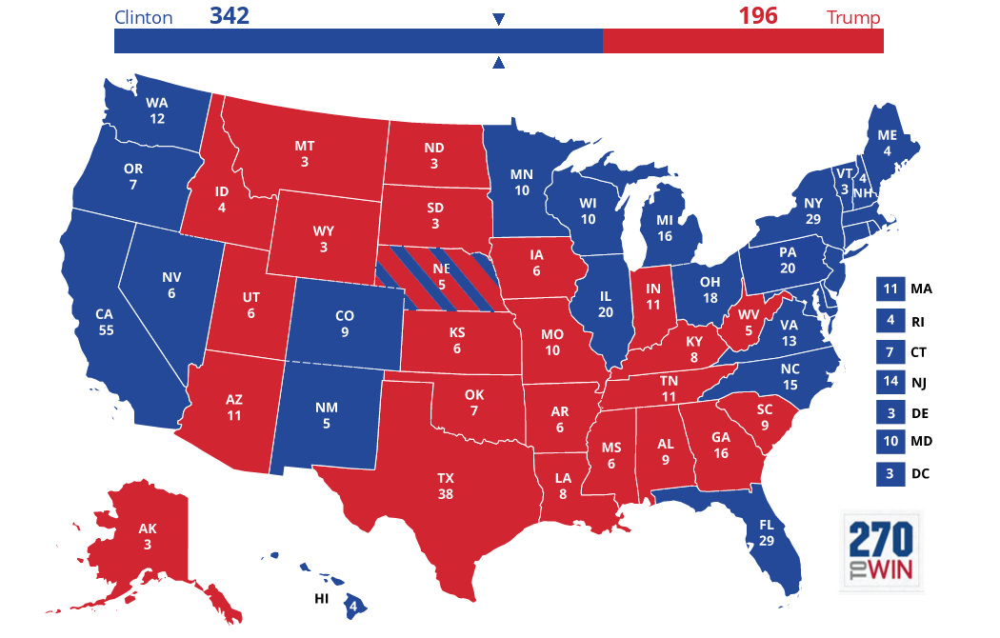 Clinton 342
196 Trump
WA
12
OR
7
CA
55
NV
6
ID
4
MT
3
WY
3
UT
6
AZ
11
CO
9
NM
5
ND
3
SD
3
NE
5
KS
6
OK
7
TX
38
MN
10
IA
6
MO
10
AR
6
LA
8
WI
10
IL
20
MI
16
IN
11
OH
18
KY
8
TN
11
MS
6
AL
9
GA
16
FL
29
SC
9
NC
15
VA
13
WV
5
PA
20
NY
29
VT
3
4
NH
ME
4
11 MA
4 RI
7 CT
14 NJ
3 DE
10 MD
3 DC
AK
3
HI
4
270
TO WIN